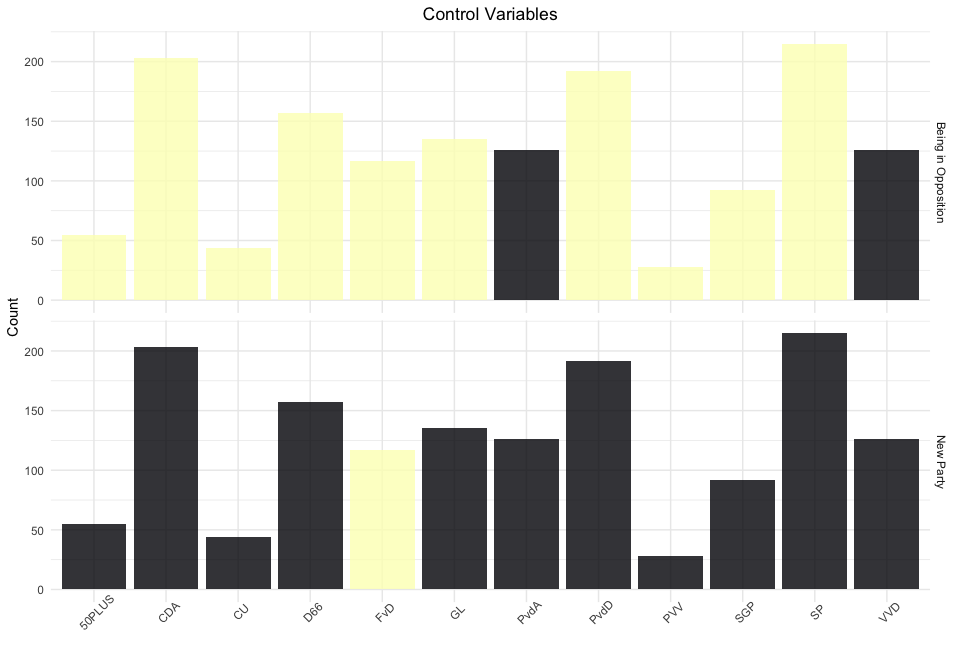 Control Variables
200
150
100
50
0
Being in Opposition
Count
200
150
100
50
0
New Party
50PLUS
CDA
CU
D66
FvD
GL
PvdA
PvdD
PVV
SGP
SP
VVD